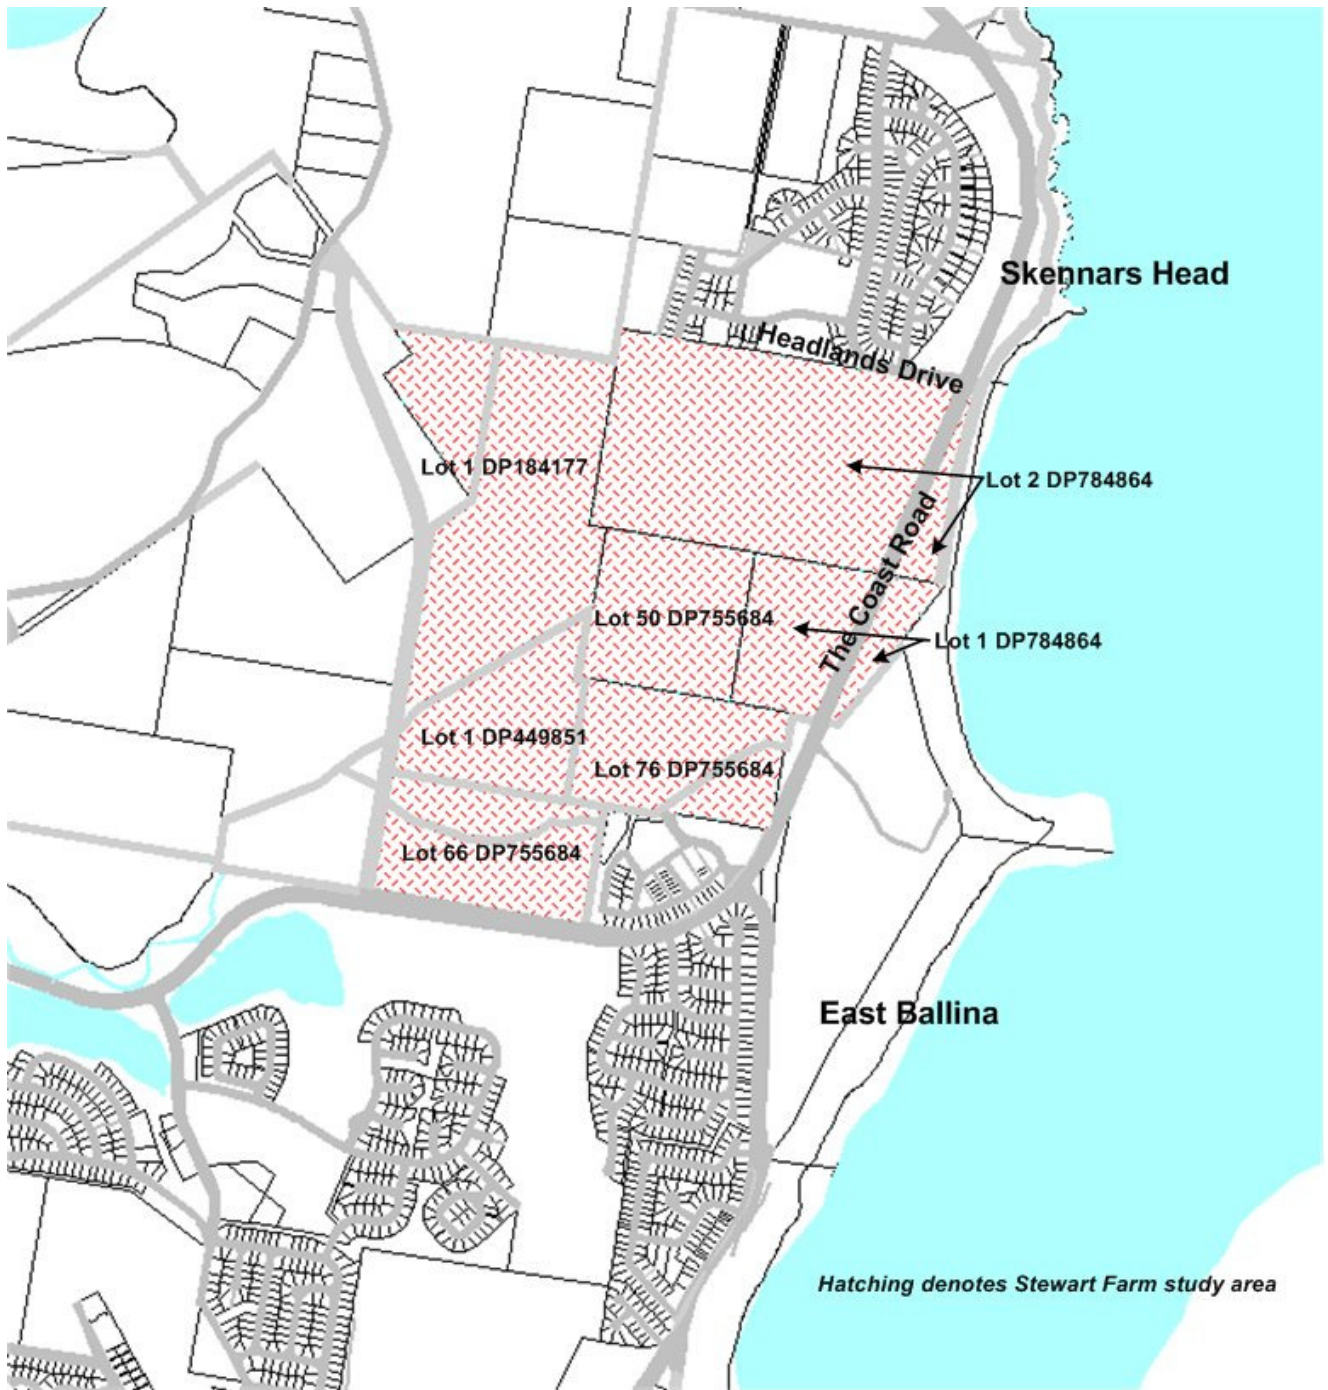 Skennars Head
Headlands Drive
Lot 1 DP184177
Lot 2 DP784864
The Coast Road
Lot 50 DP755684
Lot 1 DP784864
Lot 1 DP449851
Lot 76 DP755684
Lot 66 DP755684
East Ballina
Hatching denotes Stewart Farm study area